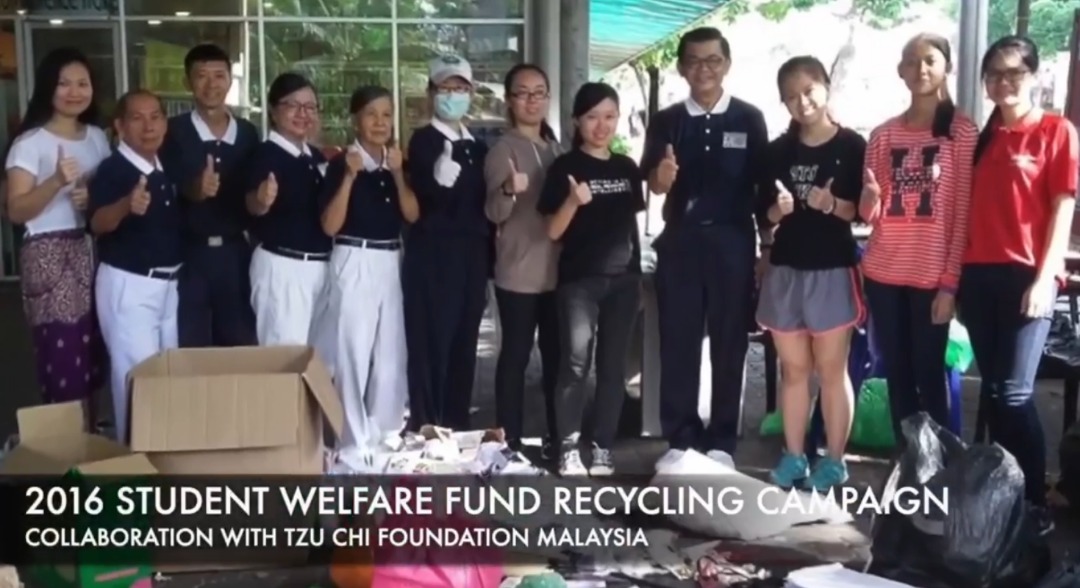 2016 STUDENT WELFARE FUND RECYCLING CAMPAIGN
COLLABORATION WITH TZU CHI FOUNDATION MALAYSIA